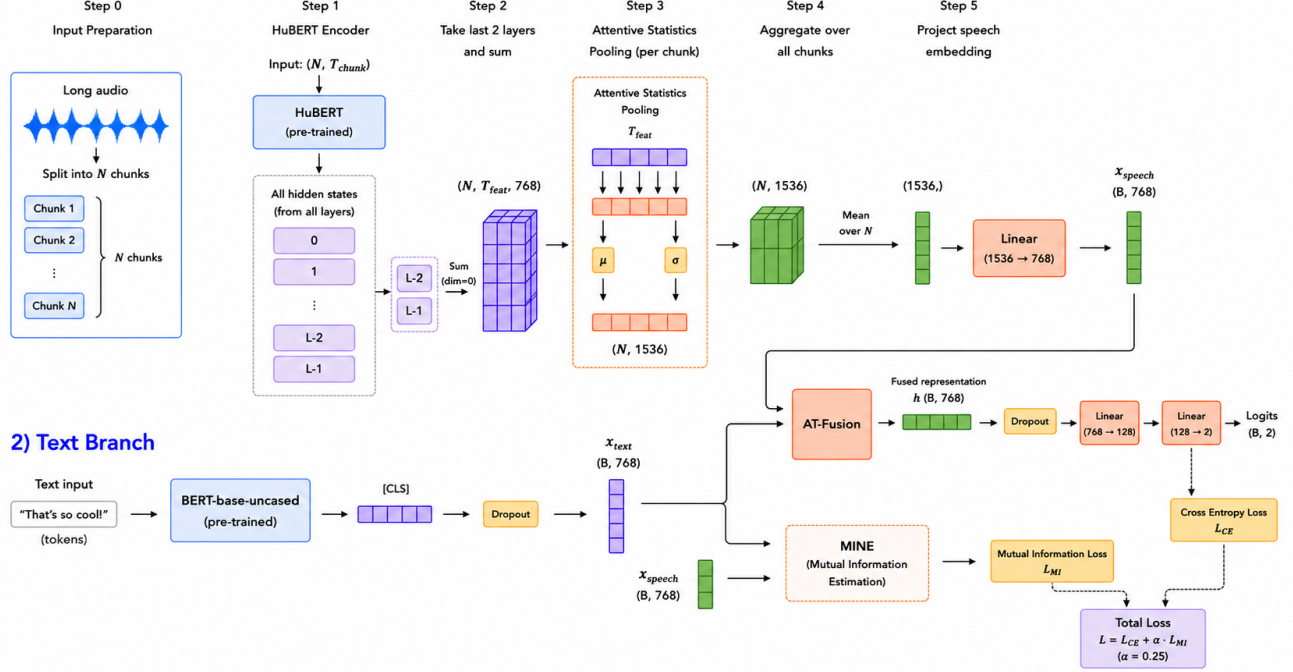 Step 0
Input Preparation
Step 1
HuBERT Encoder
Step 2
Take last 2 layers
and sum
Step 3
Attentive Statistics
Pooling (per chunk)
Step 4
Aggregate over
all chunks
Step 5
Project speech
embedding
Long audio
Split into N chunks
Chunk 1
Chunk 2
⋮
Chunk N
N chunks
Input: (N, T_chunk)
HuBERT
(pre-trained)
All hidden states
(from all layers)
0
1
⋮
L-2
L-1
L-2
L-1
Sum
(dim=0)
(N, T_feat, 768)
Attentive Statistics
Pooling
T_feat
μ
σ
(N, 1536)
(N, 1536)
Mean
over N
(1536,)
Linear
(1536 → 768)
x_speech
(B, 768)
AT-Fusion
Fused representation
h (B, 768)
Dropout
Linear
(768 → 128)
Linear
(128 → 2)
Logits
(B, 2)
2) Text Branch
Text input
"That's so cool!"
(tokens)
BERT-base-uncased
(pre-trained)
[CLS]
Dropout
x_text
(B, 768)
x_speech
(B, 768)
MINE
(Mutual Information
Estimation)
Mutual Information Loss
L_MI
Cross Entropy Loss
L_CE
Total Loss
L = L_CE + α · L_MI
(α = 0.25)